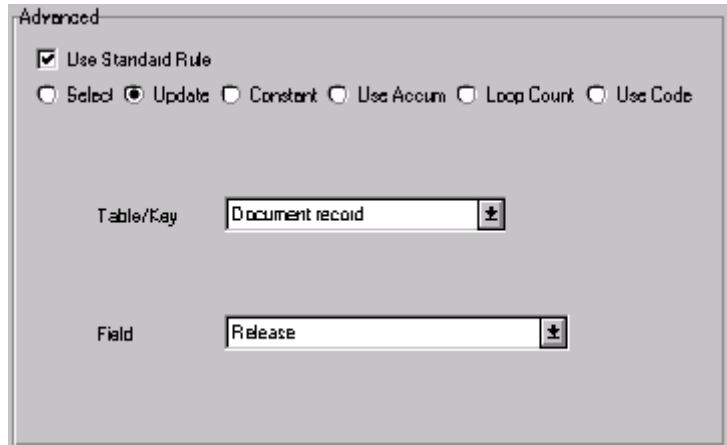 Advanced
Use Standard Rule
Select Update Constant Use Accum Loop Count Use Code
Table/Key Document record
Field Release